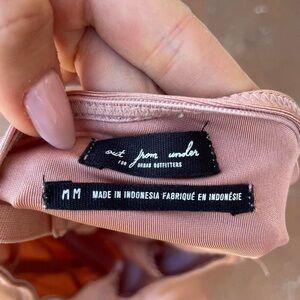 out from under
FOR
URBAN OUTFITTERS
M M MADE IN INDONESIA FABRIQUÉ EN INDONÉSIE